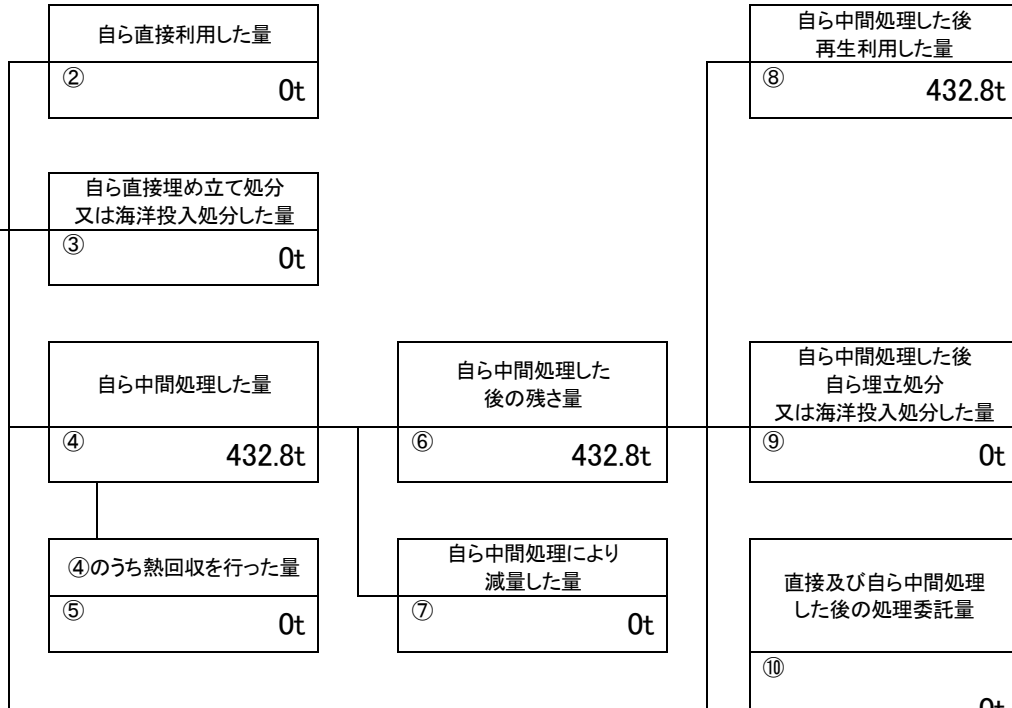 自ら直接利用した量
②
0t
自ら直接埋め立て処分
又は海洋投入処分した量
③
0t
自ら中間処理した量
④
432.8t
④のうち熱回収を行った量
⑤
0t
自ら中間処理した
後の残さ量
⑥
432.8t
自ら中間処理により
減量した量
⑦
0t
自ら中間処理した後
再生利用した量
⑧
432.8t
自ら中間処理した後
自ら埋立処分
又は海洋投入処分した量
⑨
0t
直接及び自ら中間処理
した後の処理委託量
⑩
0t